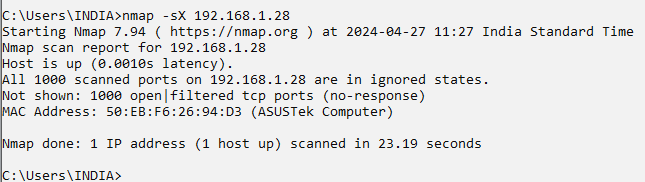 C:\Users\INDIA>nmap -sX 192.168.1.28
Starting Nmap 7.94 ( https://nmap.org ) at 2024-04-27 11:27 India Standard Time
Nmap scan report for 192.168.1.28
Host is up (0.0010s latency).
All 1000 scanned ports on 192.168.1.28 are in ignored states.
Not shown: 1000 open|filtered tcp ports (no-response)
MAC Address: 50:EB:F6:26:94:D3 (ASUSTek Computer)
Nmap done: 1 IP address (1 host up) scanned in 23.19 seconds
C:\Users\INDIA>